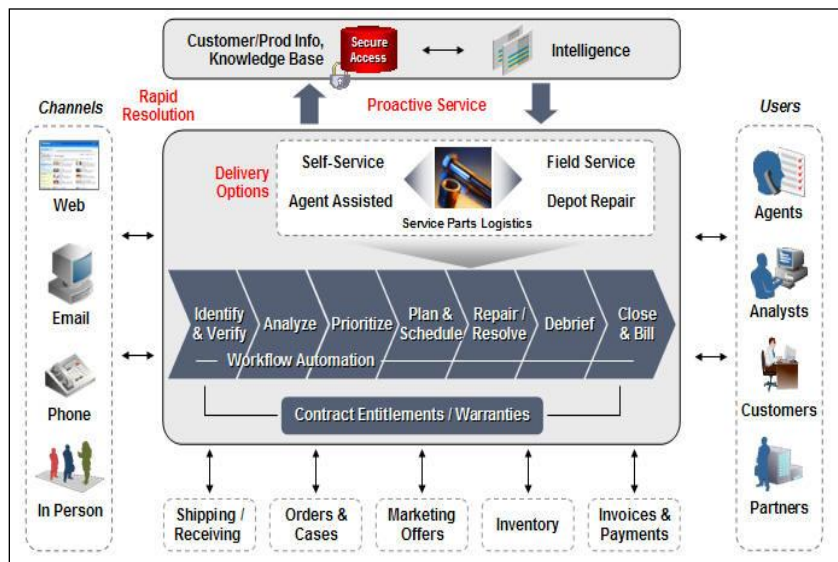 Customer/Prod Info,
Knowledge Base
Secure
Access
Intelligence
Channels
Rapid
Resolution
Proactive Service
Users
Delivery
Options
Self-Service
Field Service
Agent Assisted
Depot Repair
Service Parts Logistics
Web
Email
Phone
In Person
Agents
Analysts
Customers
Partners
Identify
& Verify
Analyze
Prioritize
Plan &
Schedule
Repair /
Resolve
Debrief
Close
& Bill
Workflow Automation
Contract Entitlements / Warranties
Shipping /
Receiving
Orders &
Cases
Marketing
Offers
Inventory
Invoices &
Payments